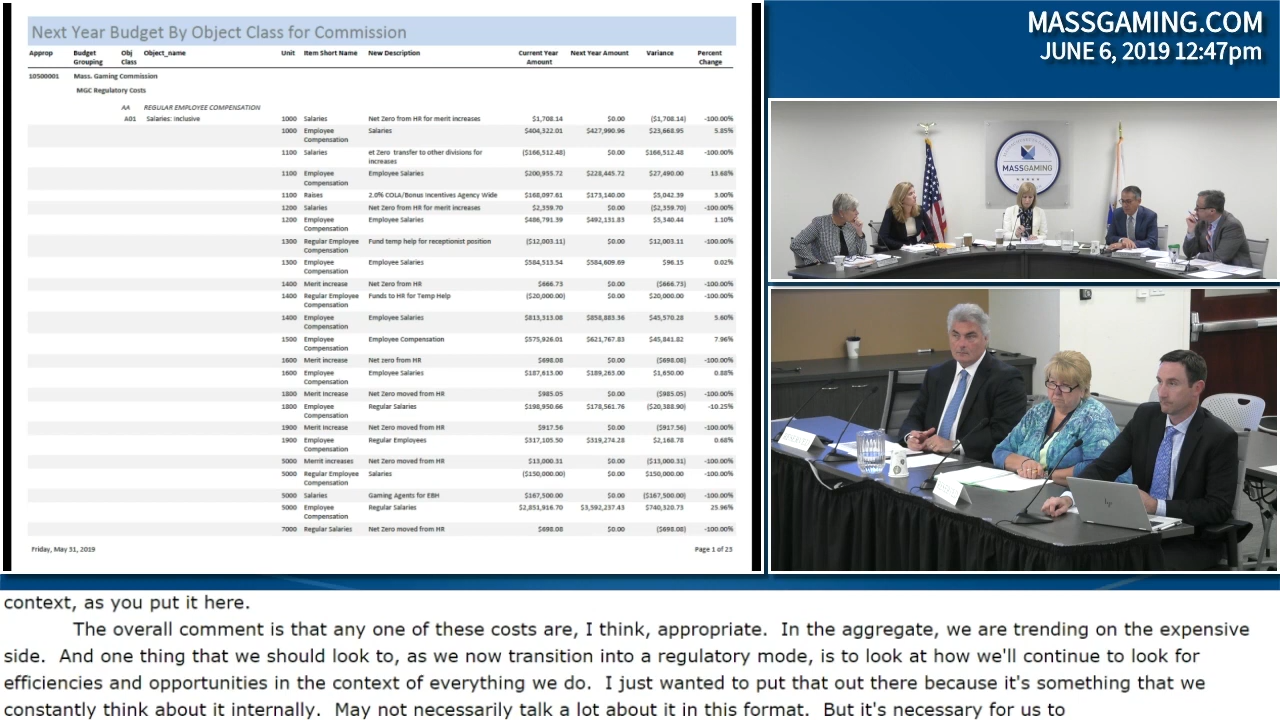 Next Year Budget By Object Class for Commission
Approp Budget Grouping Obj Class Object_name Unit Item Short Name New Description Current Year Amount Next Year Amount Variance Percent Change
10500001 Mass. Gaming Commission
MGC Regulatory Costs
AA REGULAR EMPLOYEE COMPENSATION
A01 Salaries: Inclusive 1000 Salaries Net Zero from HR for merit increases $1,708.14 $0.00 ($1,708.14) -100.00%
1000 Employee Compensation Salaries $404,322.01 $427,990.96 $23,668.95 5.85%
1100 Salaries et Zero transfer to other divisions for increases ($166,512.48) $0.00 $166,512.48 -100.00%
1100 Employee Compensation Employee Salaries $200,955.72 $228,445.72 $27,490.00 13.68%
1100 Raises 2.0% COLA/Bonus Incentives Agency Wide $168,097.61 $173,140.00 $5,042.39 3.00%
1200 Salaries Net Zero from HR for merit increases $2,359.70 $0.00 ($2,359.70) -100.00%
1200 Employee Compensation Employee Salaries $486,791.39 $492,131.83 $5,340.44 1.10%
1300 Regular Employee Compensation Fund temp help for receptionist position ($12,003.11) $0.00 $12,003.11 -100.00%
1300 Employee Compensation Employee Salaries $584,513.54 $584,609.69 $96.15 0.02%
1400 Merit increase Net Zero from HR $666.73 $0.00 ($666.73) -100.00%
1400 Regular Employee Compensation Funds to HR for Temp Help ($20,000.00) $0.00 $20,000.00 -100.00%
1400 Employee Compensation Employee Salaries $813,313.08 $858,883.36 $45,570.28 5.60%
1500 Employee Compensation Employee Compensation $575,926.01 $621,767.83 $45,841.82 7.96%
1600 Merit increase Net zero from HR $698.08 $0.00 ($698.08) -100.00%
1600 Employee Compensation Employee Salaries $187,613.00 $189,263.00 $1,650.00 0.88%
1800 Merit Increase Net Zero moved from HR $985.05 $0.00 ($985.05) -100.00%
1800 Employee Compensation Regular Salaries $198,950.66 $178,561.76 ($20,388.90) -10.25%
1900 Merit Increase Net Zero moved from HR $917.56 $0.00 ($917.56) -100.00%
1900 Employee Compensation Regular Employees $317,105.50 $319,274.28 $2,168.78 0.68%
5000 Merrit increases Net Zero moved from HR $13,000.31 $0.00 ($13,000.31) -100.00%
5000 Regular Employee Compensation Salaries ($150,000.00) $0.00 $150,000.00 -100.00%
5000 Salaries Gaming Agents for EBH $167,500.00 $0.00 ($167,500.00) -100.00%
5000 Employee Compensation Regular Salaries $2,851,916.70 $3,592,237.43 $740,320.73 25.96%
7000 Regular Salaries Net Zero moved from HR $698.08 $0.00 ($698.08) -100.00%
Friday, May 31, 2019 Page 1 of 23
MASSGAMING.COM
JUNE 6, 2019 12:47pm
MASSGAMING
hp
context, as you put it here.
The overall comment is that any one of these costs are, I think, appropriate. In the aggregate, we are trending on the expensive
side. And one thing that we should look to, as we now transition into a regulatory mode, is to look at how we'll continue to look for
efficiencies and opportunities in the context of everything we do. I just wanted to put that out there because it's something that we
constantly think about it internally. May not necessarily talk a lot about it in this format. But it's necessary for us to